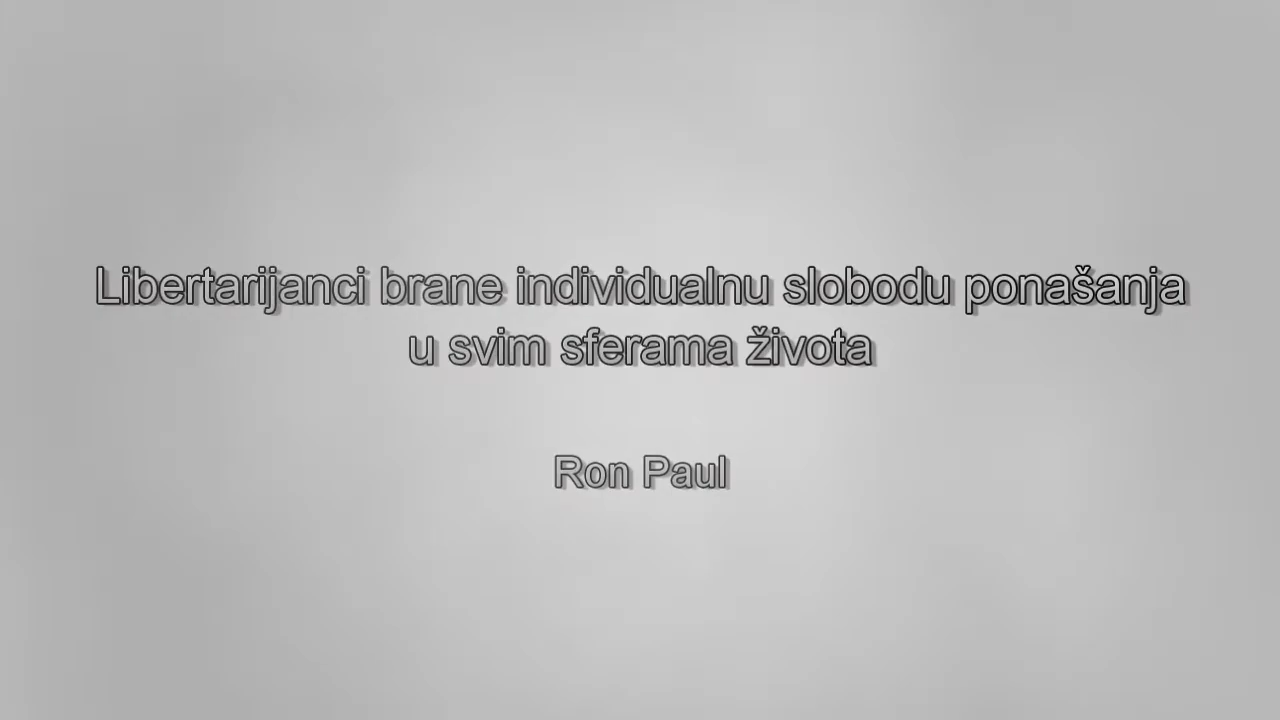 Libertarijanci brane individualnu slobodu ponašanja
u svim sferama života
Ron Paul